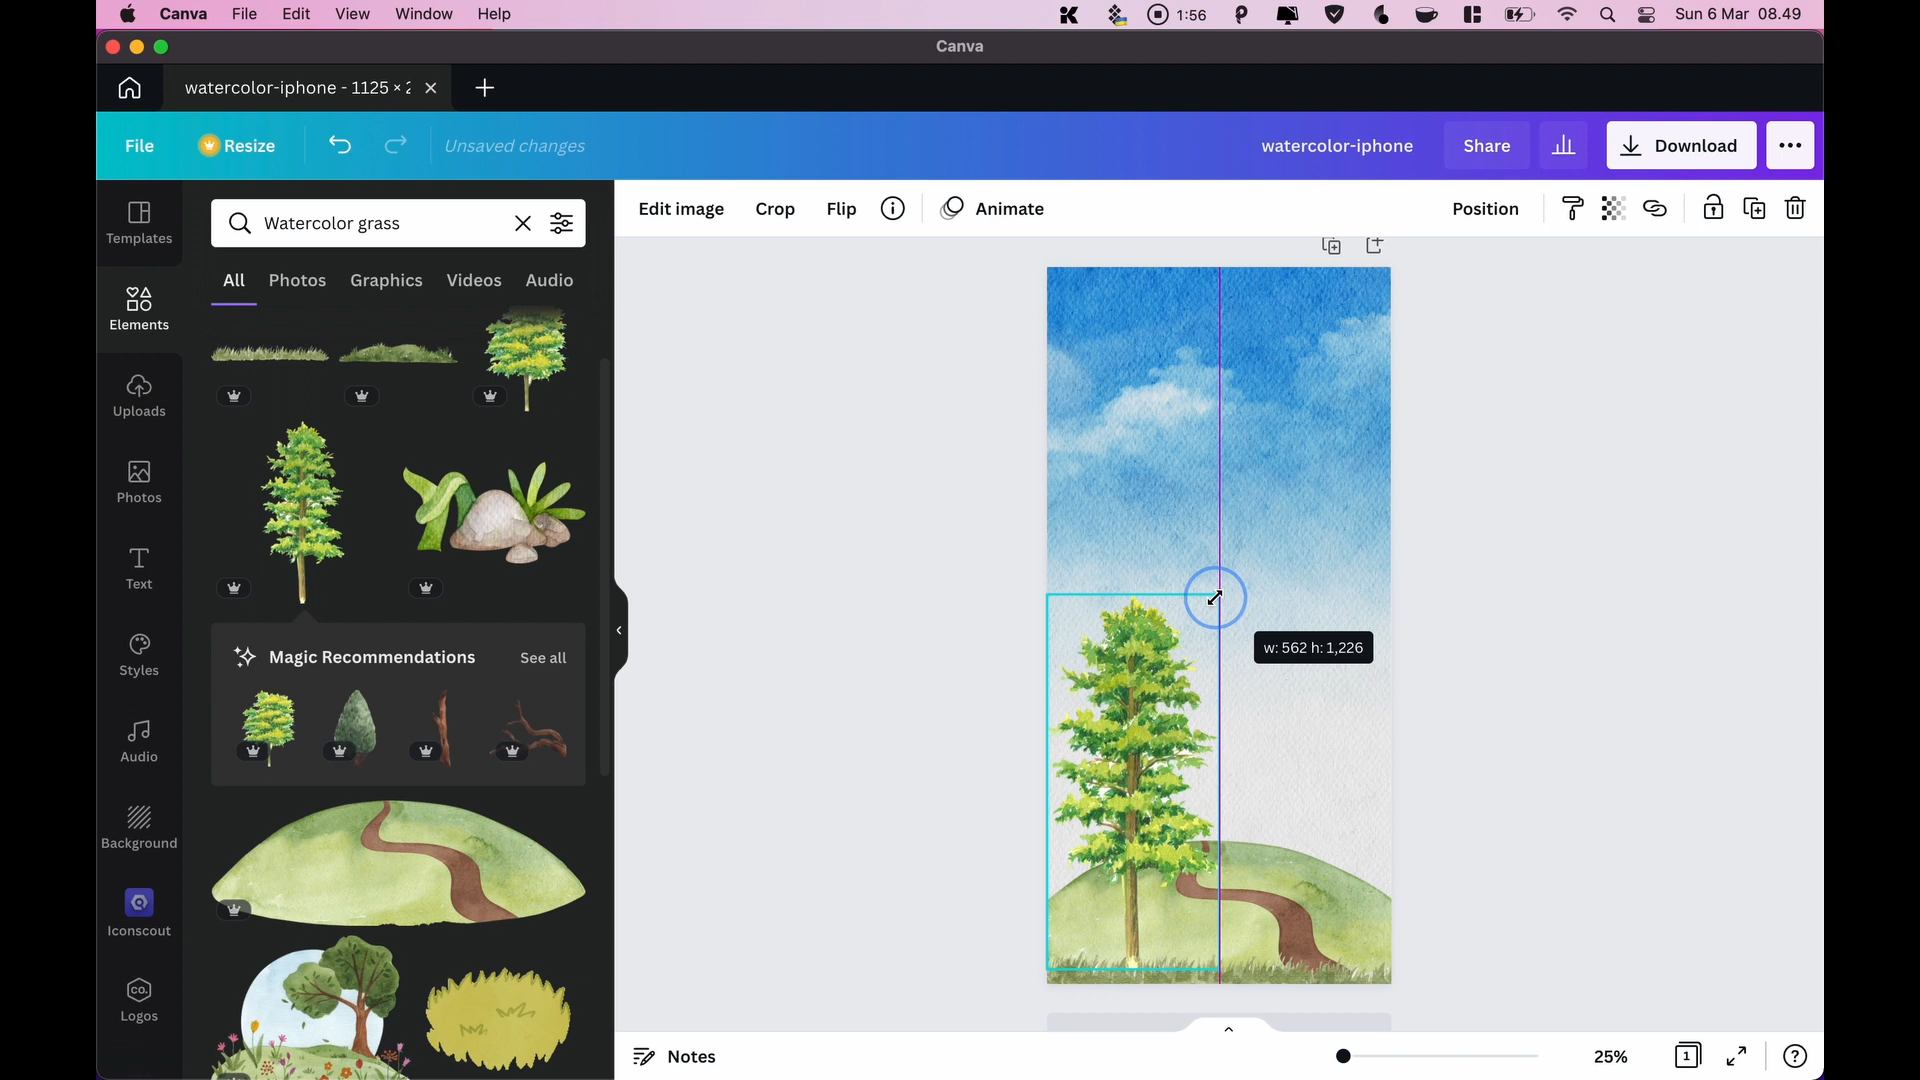 Canva File Edit View Window Help 1:56 Sun 6 Mar 08.49
Canva
watercolor-iphone - 1125 × 2
File Resize Unsaved changes watercolor-iphone Share Download
Templates
Elements
Uploads
Photos
Text
Styles
Audio
Background
Iconscout
CO.
Logos
Watercolor grass
All Photos Graphics Videos Audio
Magic Recommendations See all
Edit image Crop Flip Animate Position
w: 562 h: 1,226
Notes 25% 1